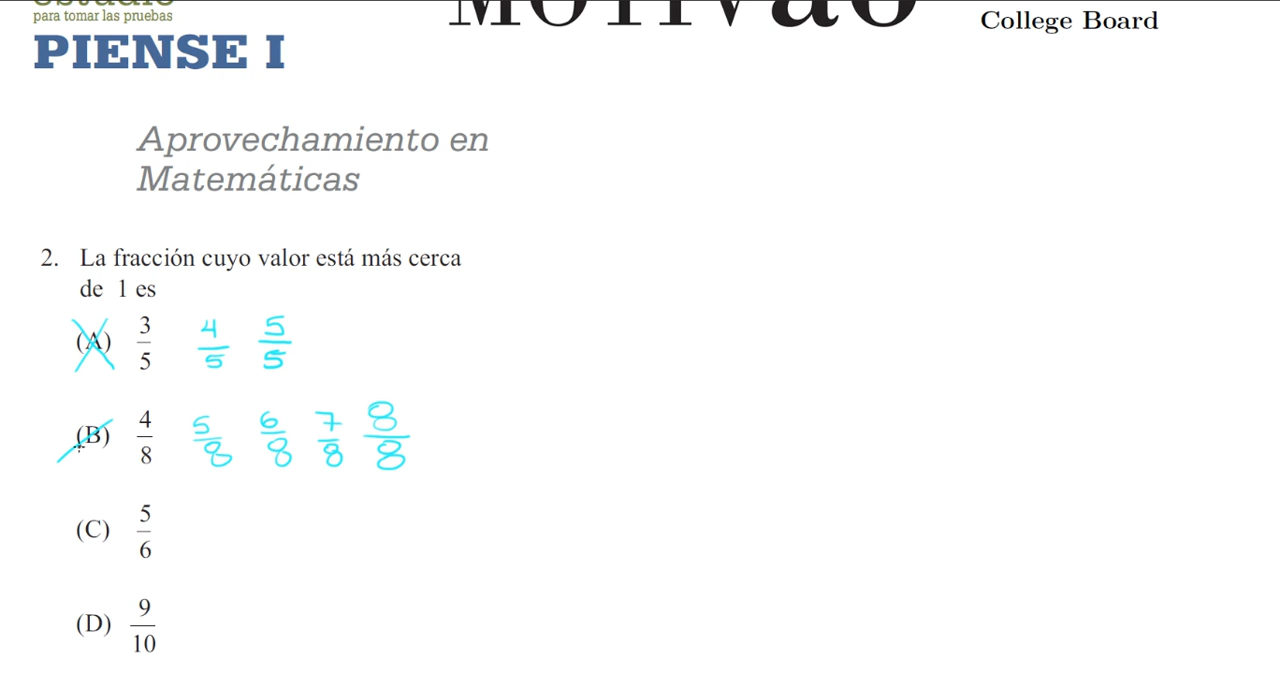 para tomar las pruebas
College Board
PIENSE I
Aprovechamiento en
Matemáticas
2. La fracción cuyo valor está más cerca
de 1 es
(A) 3/5 4/5 5/5
(B) 4/8 5/8 6/8 7/8 8/8
(C) 5/6
(D) 9/10